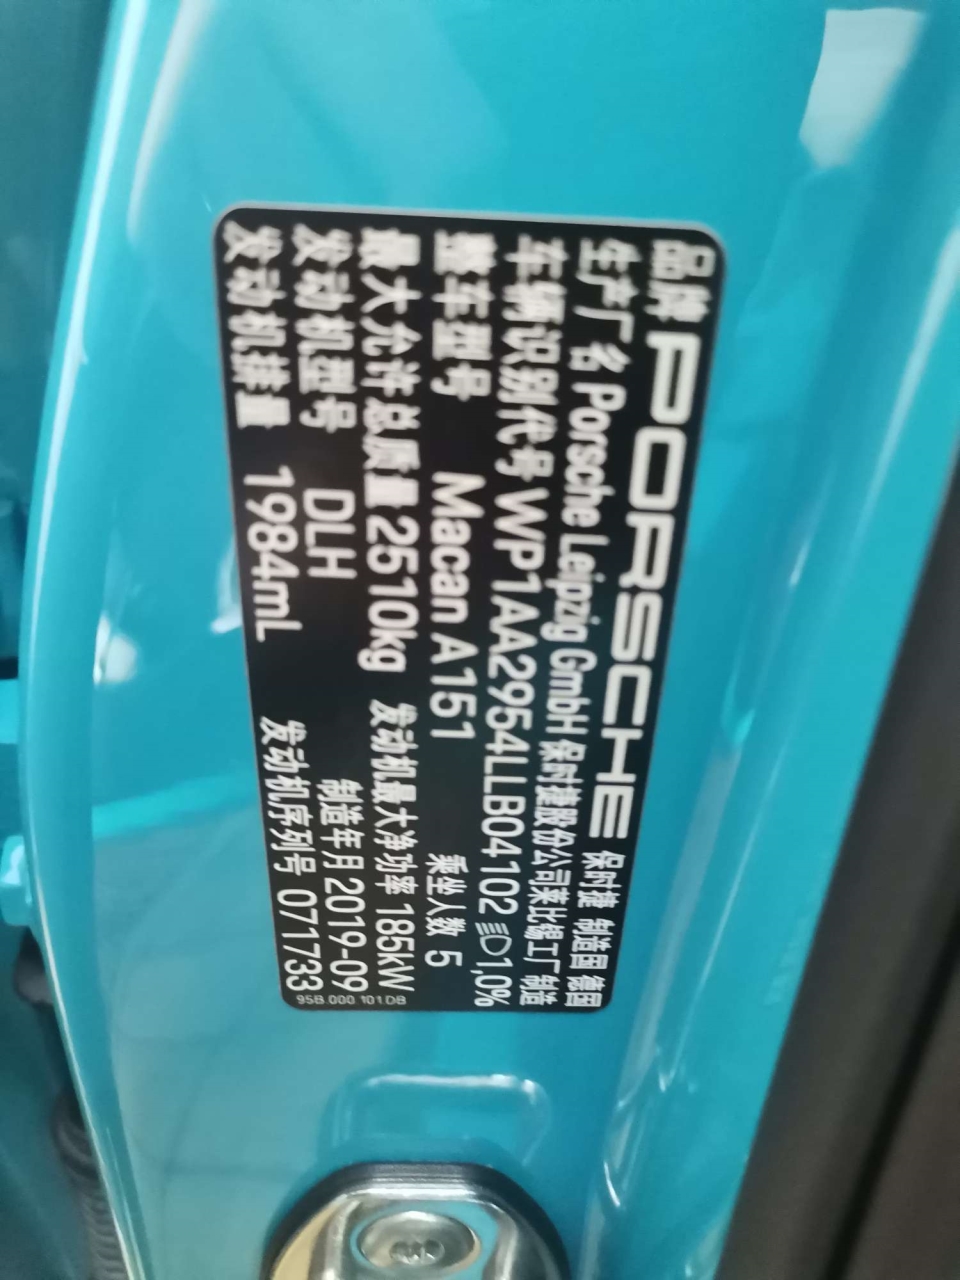 品牌 PORSCHE 保时捷 制造国 德国
生产厂名 Porsche Leipzig GmbH 保时捷股份公司莱比锡工厂 制造
车辆识别代号 WP1AA2954LLB04102 1,0%
整车型号 Macan A151 乘坐人数 5
最大允许总质量 2510kg 发动机最大净功率 185kW
发动机型号 DLH 制造年月 2019-09
发动机排量 1984mL 发动机序列号 071733
95B.000.101.DB